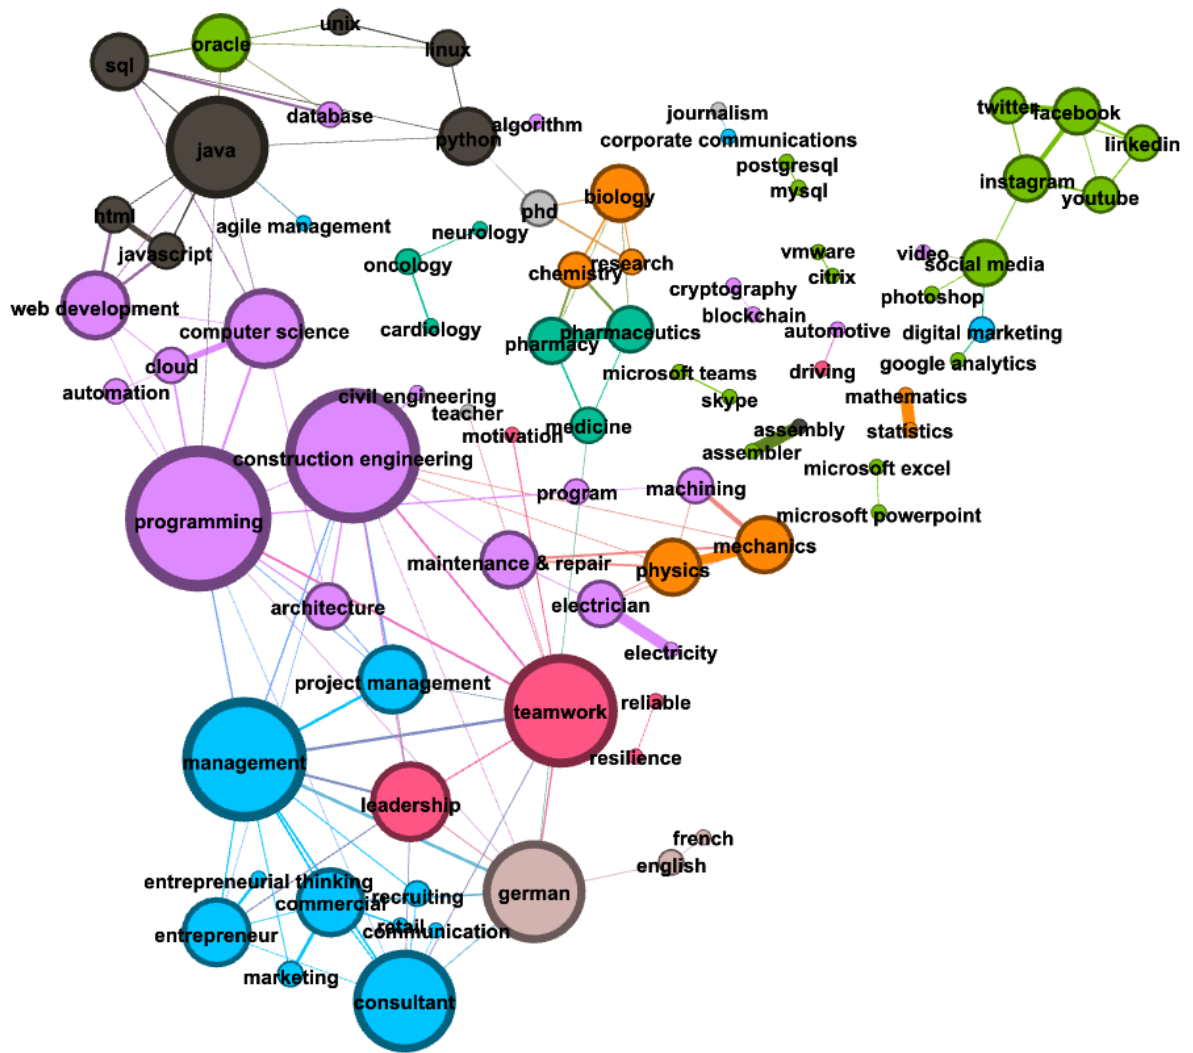 unix
oracle
linux
sql
database
java
python
algorithm
journalism
corporate communications
postgresql
mysql
twitter
facebook
linkedin
instagram
youtube
html
javascript
agile management
phd
biology
neurology
oncology
cardiology
chemistry
research
pharmacy
pharmaceutics
medicine
vmware
citrix
video
social media
photoshop
digital marketing
google analytics
cryptography
blockchain
automotive
driving
microsoft teams
skype
mathematics
statistics
assembly
assembler
microsoft excel
microsoft powerpoint
web development
computer science
cloud
automation
civil engineering
teacher
motivation
construction engineering
programming
program
machining
maintenance & repair
physics
mechanics
electrician
electricity
architecture
project management
teamwork
reliable
resilience
management
leadership
french
english
german
entrepreneurial thinking
commercial
recruiting
retail
communication
entrepreneur
marketing
consultant